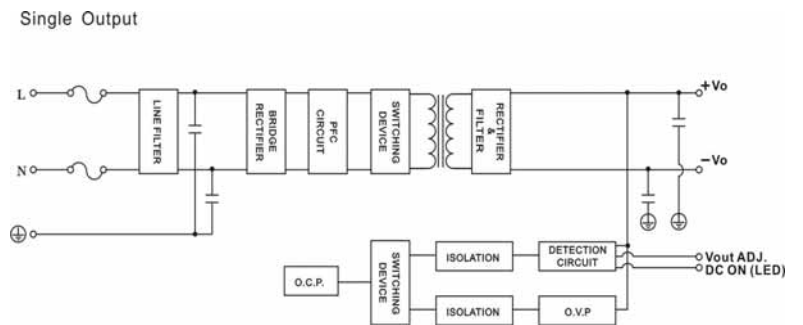 Single Output
L
LINE FILTER
BRIDGE RECTIFIER
PFC CIRCUIT
SWITCHING DEVICE
RECTIFIER & FILTER
+Vo
N
−Vo
O.C.P.
SWITCHING DEVICE
ISOLATION
DETECTION CIRCUIT
Vout ADJ.
DC ON (LED)
ISOLATION
O.V.P